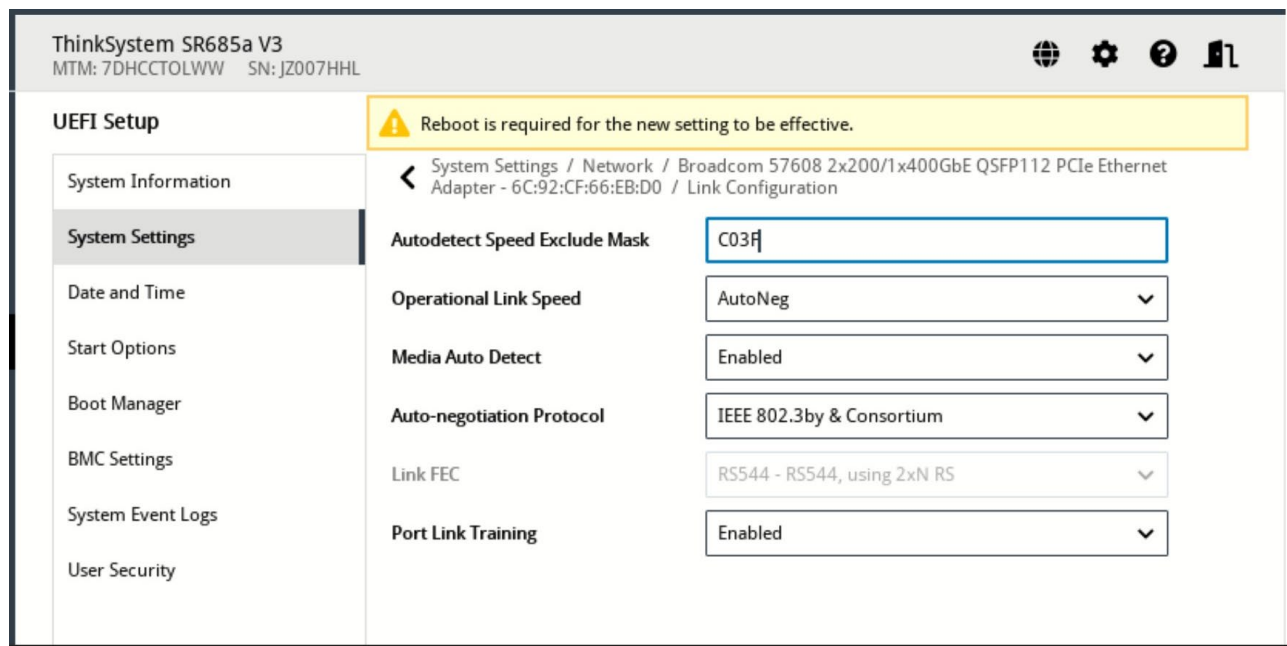 ThinkSystem SR685a V3
MTM: 7DHCCTOLWW SN: JZ007HHL
UEFI Setup
System Information
System Settings
Date and Time
Start Options
Boot Manager
BMC Settings
System Event Logs
User Security
Reboot is required for the new setting to be effective.
System Settings / Network / Broadcom 57608 2x200/1x400GbE QSFP112 PCIe Ethernet
Adapter - 6C:92:CF:66:EB:D0 / Link Configuration
Autodetect Speed Exclude Mask C03F
Operational Link Speed AutoNeg
Media Auto Detect Enabled
Auto-negotiation Protocol IEEE 802.3by & Consortium
Link FEC RS544 - RS544, using 2xN RS
Port Link Training Enabled